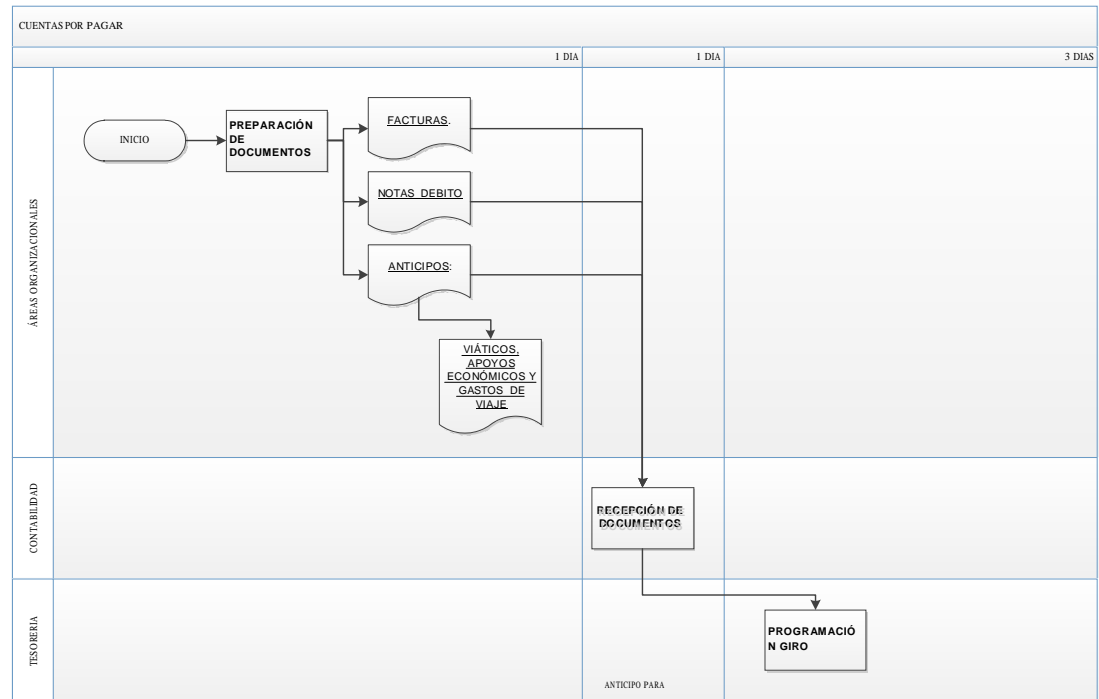 CUENTAS POR PAGAR
1 DIA
1 DIA
3 DIAS
ÁREAS ORGANIZACIONALES
INICIO
PREPARACIÓN
DE
DOCUMENTOS
FACTURAS.
NOTAS DEBITO
ANTICIPOS:
VIÁTICOS,
APOYOS
ECONÓMICOS Y
GASTOS DE
VIAJE
CONTABILIDAD
RECEPCIÓN DE
DOCUMENTOS
TESORERIA
PROGRAMACIÓ
N GIRO
ANTICIPO PARA